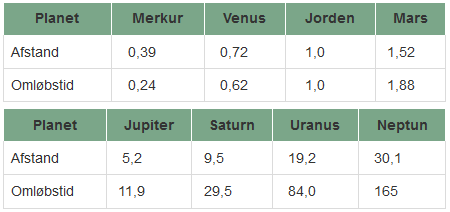 Planet Merkur Venus Jorden Mars
Afstand 0,39 0,72 1,0 1,52
Omløbstid 0,24 0,62 1,0 1,88
Planet Jupiter Saturn Uranus Neptun
Afstand 5,2 9,5 19,2 30,1
Omløbstid 11,9 29,5 84,0 165